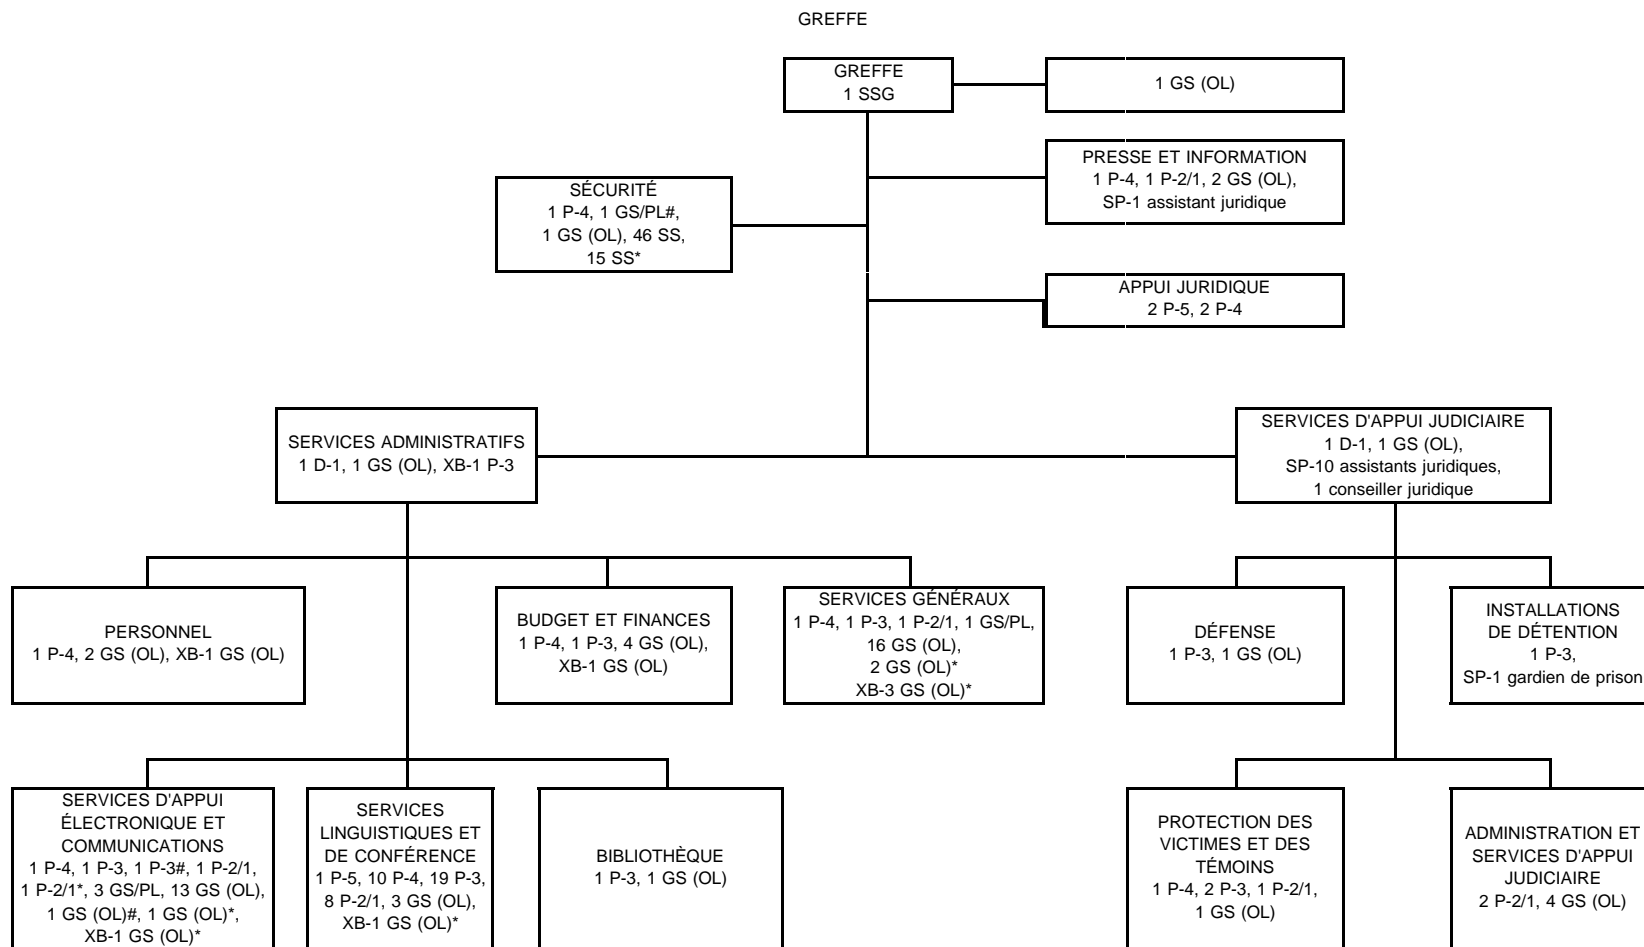 GREFFE
GREFFE
1 SSG
1 GS (OL)
PRESSE ET INFORMATION
1 P-4, 1 P-2/1, 2 GS (OL),
SP-1 assistant juridique
SÉCURITÉ
1 P-4, 1 GS/PL#,
1 GS (OL), 46 SS,
15 SS*
APPUI JURIDIQUE
2 P-5, 2 P-4
SERVICES ADMINISTRATIFS
1 D-1, 1 GS (OL), XB-1 P-3
SERVICES D'APPUI JUDICIAIRE
1 D-1, 1 GS (OL),
SP-10 assistants juridiques,
1 conseiller juridique
PERSONNEL
1 P-4, 2 GS (OL), XB-1 GS (OL)
BUDGET ET FINANCES
1 P-4, 1 P-3, 4 GS (OL),
XB-1 GS (OL)
SERVICES GÉNÉRAUX
1 P-4, 1 P-3, 1 P-2/1, 1 GS/PL,
16 GS (OL),
2 GS (OL)*
XB-3 GS (OL)*
DÉFENSE
1 P-3, 1 GS (OL)
INSTALLATIONS
DE DÉTENTION
1 P-3,
SP-1 gardien de prison
SERVICES D'APPUI
ÉLECTRONIQUE ET
COMMUNICATIONS
1 P-4, 1 P-3, 1 P-3#, 1 P-2/1,
1 P-2/1*, 3 GS/PL, 13 GS (OL),
1 GS (OL)#, 1 GS (OL)*,
XB-1 GS (OL)*
SERVICES
LINGUISTIQUES ET
DE CONFÉRENCE
1 P-5, 10 P-4, 19 P-3,
8 P-2/1, 3 GS (OL),
XB-1 GS (OL)*
BIBLIOTHÈQUE
1 P-3, 1 GS (OL)
PROTECTION DES
VICTIMES ET DES
TÉMOINS
1 P-4, 2 P-3, 1 P-2/1,
1 GS (OL)
ADMINISTRATION ET
SERVICES D'APPUI
JUDICIAIRE
2 P-2/1, 4 GS (OL)